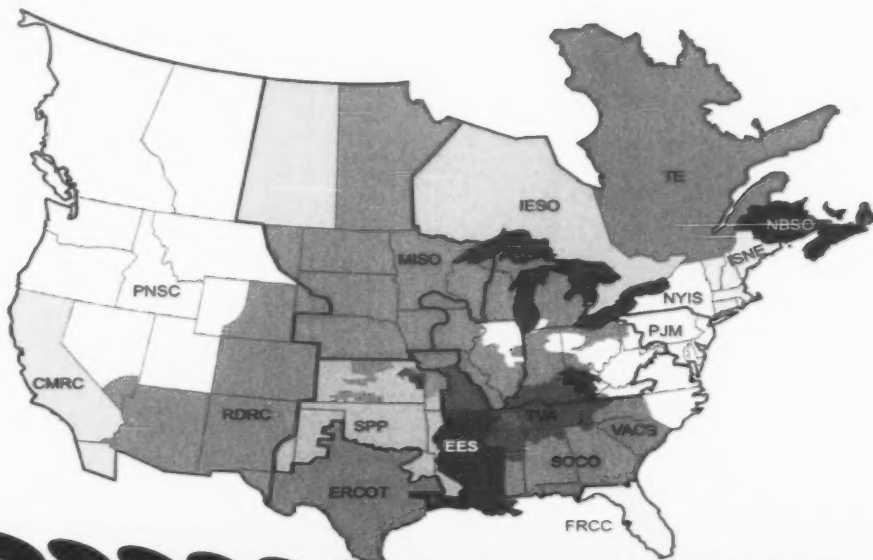 TE
IESO
NBSO
MISO
ISNE
PNSC
NYIS
PJM
CMRC
RDRC
SPP
TVA
EES
VACS
SOCO
ERCOT
FRCC